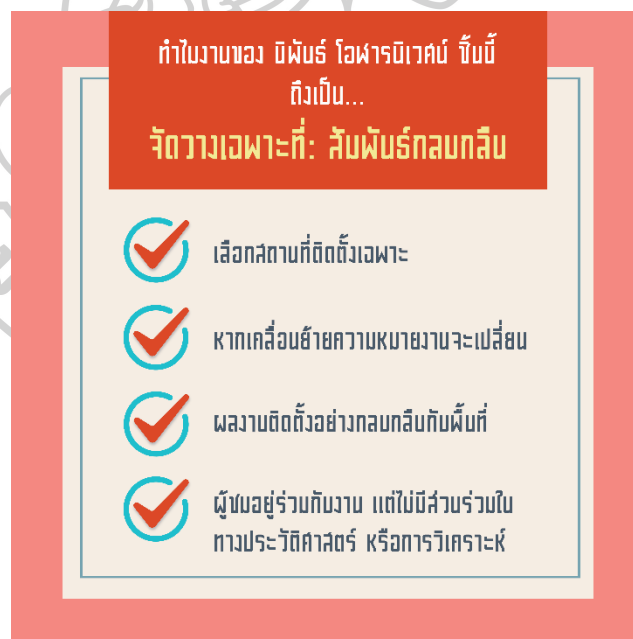 ทำไมงานของ นิพันธ์ โอฬารนิเวศน์ ชิ้นนี้
ถึงเป็น...
จัดวางเฉพาะที่: สัมพันธ์กลมกลืน
เลือกสถานที่ติดตั้งเฉพาะ
หากเคลื่อนย้ายความหมายงานจะเปลี่ยน
ผลงานติดตั้งอย่างกลมกลืนกับพื้นที่
ผู้ชมอยู่ร่วมกับงาน แต่ไม่มีส่วนร่วมใน
ทางประวัติศาสตร์ หรือการวิเคราะห์